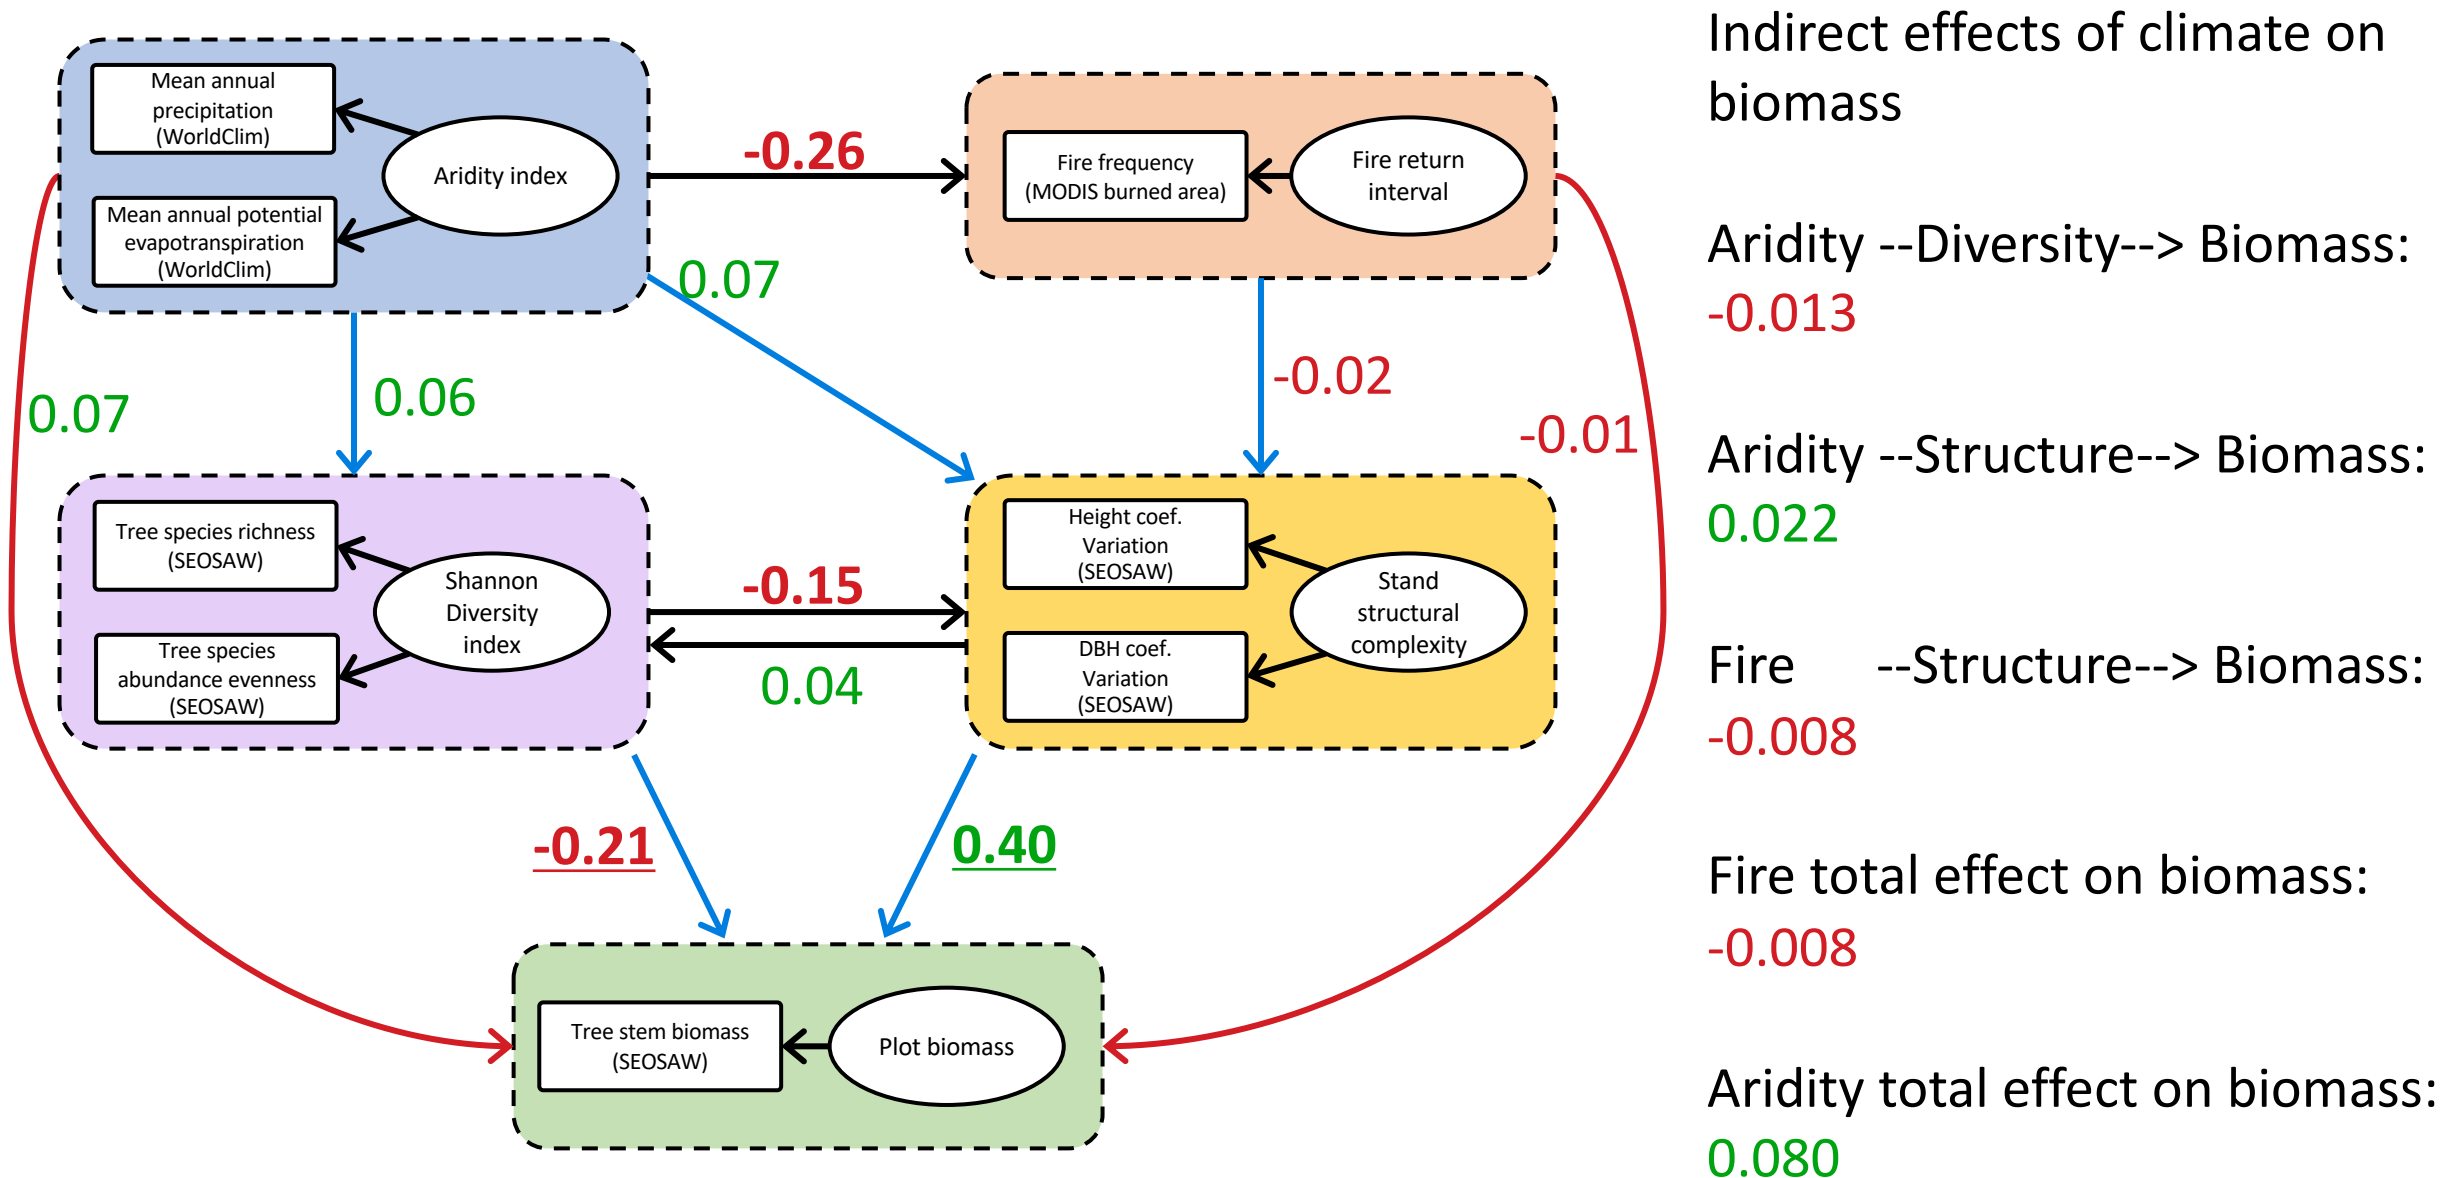 Mean annual
precipitation
(WorldClim)
Mean annual potential
evapotranspiration
(WorldClim)
Aridity index
-0.26
Fire frequency
(MODIS burned area)
Fire return
interval
0.07
0.06
0.07
-0.02
-0.01
Tree species richness
(SEOSAW)
Tree species
abundance evenness
(SEOSAW)
Shannon
Diversity
index
-0.15
0.04
Height coef.
Variation
(SEOSAW)
DBH coef.
Variation
(SEOSAW)
Stand
structural
complexity
-0.21
0.40
Tree stem biomass
(SEOSAW)
Plot biomass
Indirect effects of climate on
biomass
Aridity --Diversity--> Biomass:
-0.013
Aridity --Structure--> Biomass:
0.022
Fire --Structure--> Biomass:
-0.008
Fire total effect on biomass:
-0.008
Aridity total effect on biomass:
0.080